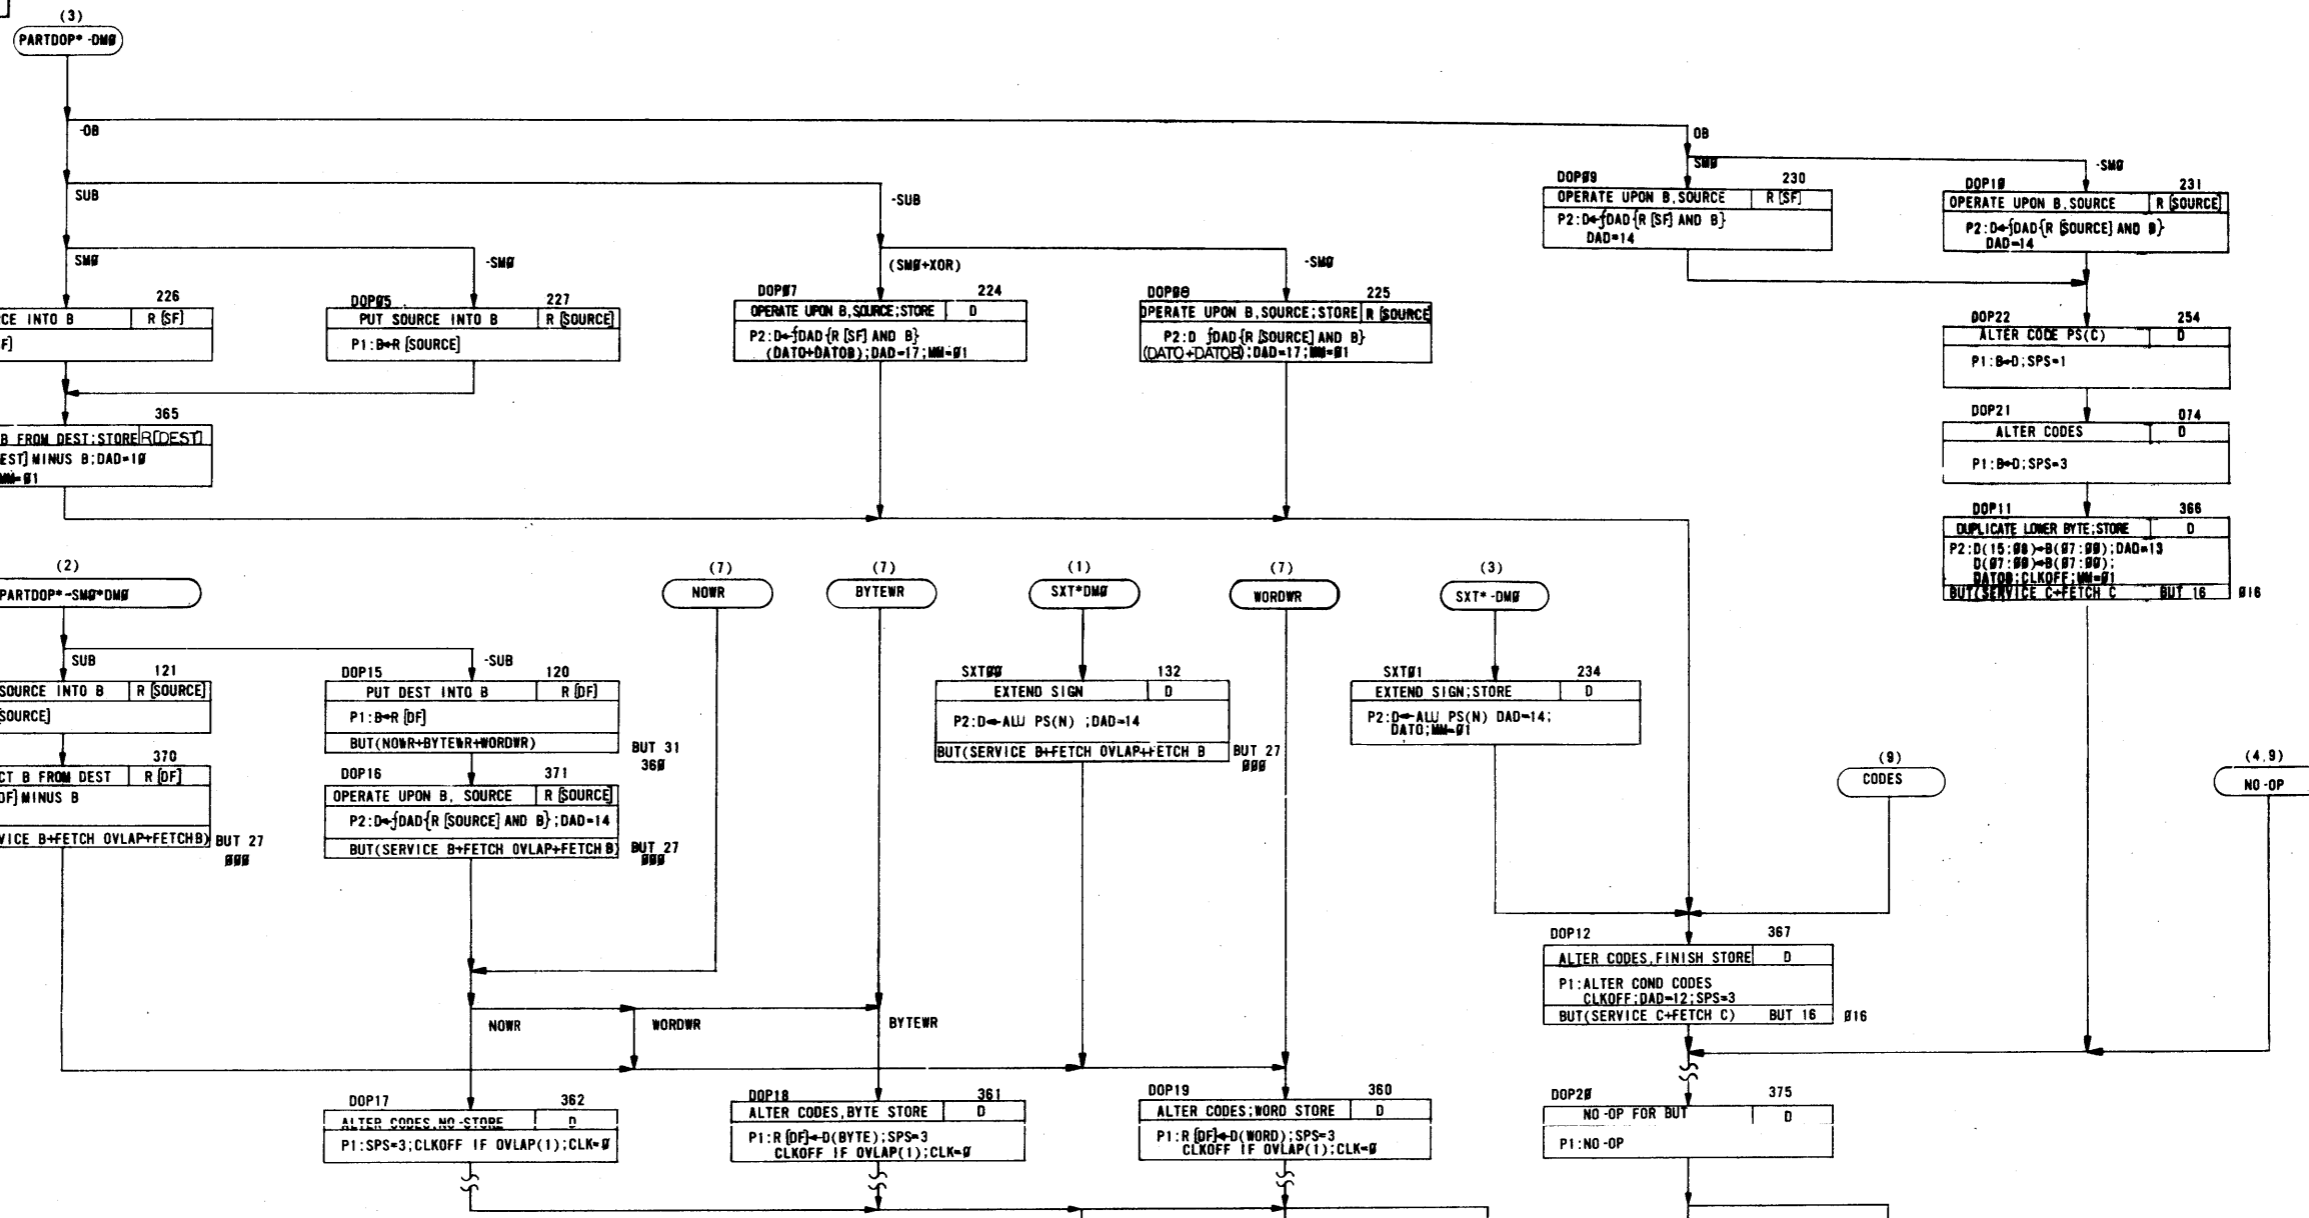 (3)
PARTDOP* -DMØ
-OB
OB
SMØ
-SMØ
SUB
-SUB
SMØ
-SMØ
(SMØ+XOR)
-SMØ
DOPØ9 230
OPERATE UPON B,SOURCE R [SF]
P2:D←∫DAD{R [SF] AND B}
DAD=14
DOP1Ø 231
OPERATE UPON B,SOURCE R [SOURCE]
P2:D←∫DAD{R [SOURCE] AND B}
DAD=14
226
CE INTO B R [SF]
F]
DOPØ5 227
PUT SOURCE INTO B R [SOURCE]
P1:B←R [SOURCE]
DOPØ7 224
OPERATE UPON B,SOURCE;STORE D
P2:D←∫DAD{R [SF] AND B}
(DATO+DATOB);DAD=17;MM=Ø1
DOPØ8 225
OPERATE UPON B,SOURCE;STORE R [SOURCE]
P2:D ∫DAD{R [SOURCE] AND B}
(DATO+DATOB);DAD=17;MM=Ø1
DOP22 254
ALTER CODE PS(C) D
P1:B←D;SPS=1
365
B FROM DEST;STORE R[DEST]
EST] MINUS B;DAD=1Ø
MM=Ø1
DOP21 074
ALTER CODES D
P1:B←D;SPS=3
DOP11 366
DUPLICATE LOWER BYTE;STORE D
P2:D(15:Ø8)←B(Ø7:ØØ);DAD=13
D(Ø7:ØØ)←B(Ø7:ØØ);
DATOB;CLKOFF;MM=Ø1
BUT(SERVICE C+FETCH C BUT 16 Ø16
(2)
PARTDOP*-SMØ*DMØ
(7)
NOWR
(7)
BYTEWR
(1)
SXT*DMØ
(7)
WORDWR
(3)
SXT* -DMØ
SUB
-SUB
121
SOURCE INTO B R [SOURCE]
SOURCE]
DOP15 120
PUT DEST INTO B R [DF]
P1:B←R [DF]
BUT(NOWR+BYTEWR+WORDWR) BUT 31
36Ø
SXTØØ 132
EXTEND SIGN D
P2:D←ALU PS(N) ;DAD=14
BUT(SERVICE B+FETCH OVLAP+FETCH B BUT 27
ØØØ
SXTØ1 234
EXTEND SIGN;STORE D
P2:D←ALU PS(N) DAD=14;
DATO;MM=Ø1
370
CT B FROM DEST R [DF]
DF] MINUS B
VICE B+FETCH OVLAP+FETCHB) BUT 27
ØØØ
DOP16 371
OPERATE UPON B, SOURCE R [SOURCE]
P2:D←∫DAD{R [SOURCE] AND B};DAD=14
BUT(SERVICE B+FETCH OVLAP+FETCH B) BUT 27
ØØØ
(9)
CODES
(4,9)
NO-OP
DOP12 367
ALTER CODES,FINISH STORE D
P1:ALTER COND CODES
CLKOFF;DAD=12;SPS=3
BUT(SERVICE C+FETCH C) BUT 16 Ø16
NOWR
WORDWR
BYTEWR
DOP17 362
ALTER CODES,NO-STORE D
P1:SPS=3;CLKOFF IF OVLAP(1);CLK=Ø
DOP18 361
ALTER CODES,BYTE STORE D
P1:R [DF]←D(BYTE);SPS=3
CLKOFF IF OVLAP(1);CLK=Ø
DOP19 360
ALTER CODES;WORD STORE D
P1:R [DF]←D(WORD);SPS=3
CLKOFF IF OVLAP(1);CLK=Ø
DOP2Ø 375
NO-OP FOR BUT D
P1:NO-OP